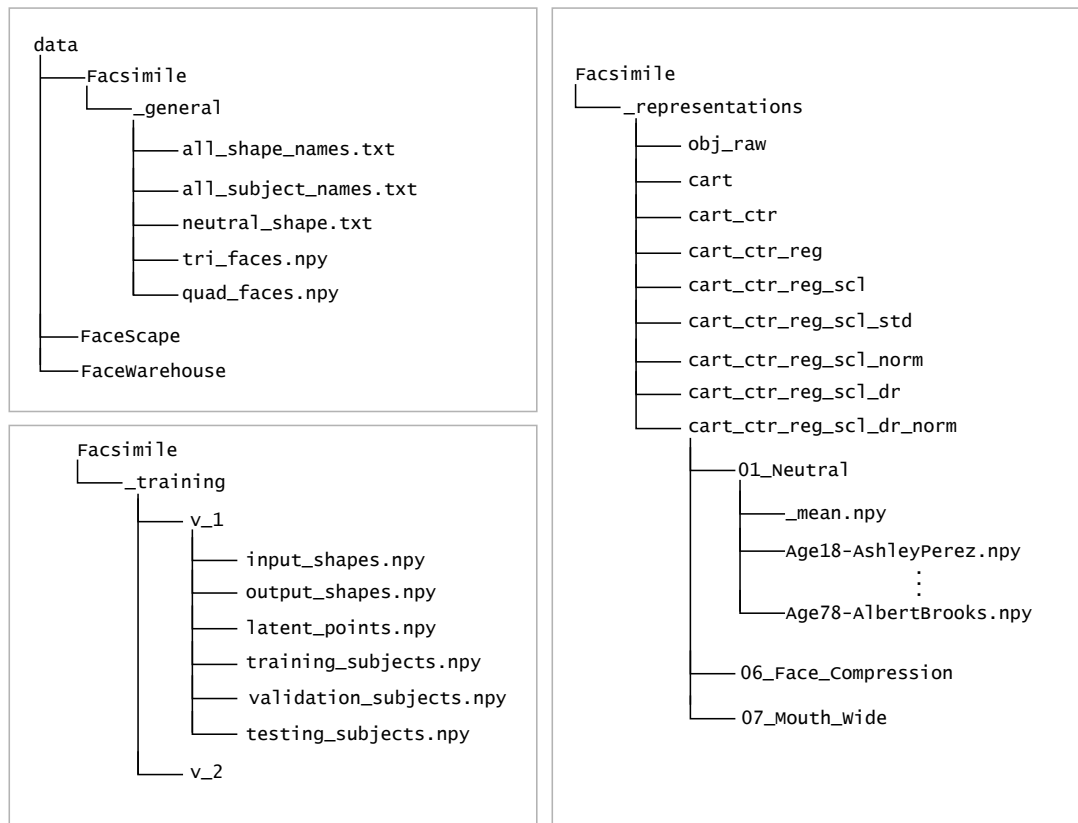 data
Facsimile
_general
all_shape_names.txt
all_subject_names.txt
neutral_shape.txt
tri_faces.npy
quad_faces.npy
FaceScape
FaceWarehouse
Facsimile
_training
v_1
input_shapes.npy
output_shapes.npy
latent_points.npy
training_subjects.npy
validation_subjects.npy
testing_subjects.npy
v_2
Facsimile
_representations
obj_raw
cart
cart_ctr
cart_ctr_reg
cart_ctr_reg_scl
cart_ctr_reg_scl_std
cart_ctr_reg_scl_norm
cart_ctr_reg_scl_dr
cart_ctr_reg_scl_dr_norm
01_Neutral
_mean.npy
Age18-AshleyPerez.npy
Age78-AlbertBrooks.npy
06_Face_Compression
07_Mouth_Wide